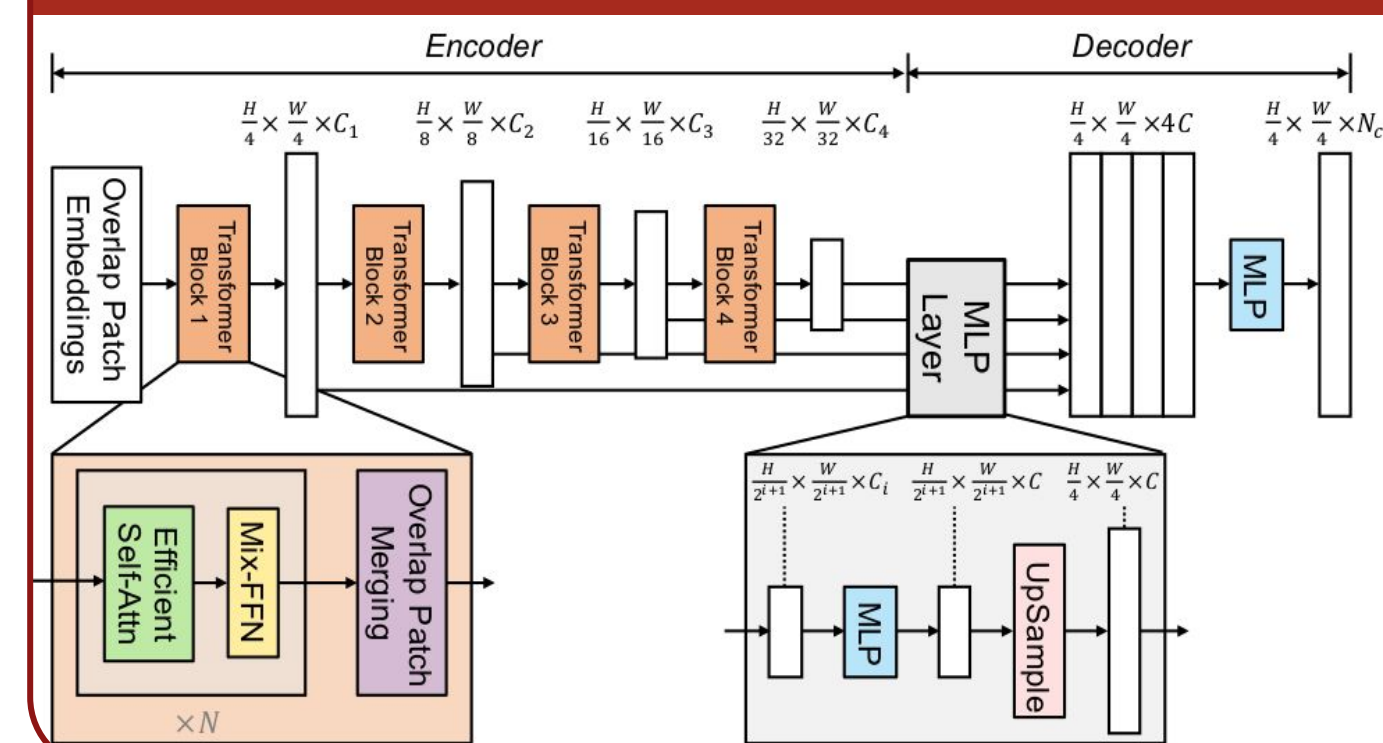 Encoder
Decoder
H/4 × W/4 ×C₁
H/8 × W/8 ×C₂
H/16 × W/16 ×C₃
H/32 × W/32 ×C₄
H/4 × W/4 ×4C
H/4 × W/4 ×N_c
Overlap Patch
Embeddings
Transformer
Block 1
Transformer
Block 2
Transformer
Block 3
Transformer
Block 4
MLP
Layer
MLP
Efficient
Self-Attn
Mix-FFN
Overlap Patch
Merging
×N
H/2^{i+1} × W/2^{i+1} ×C_i
H/2^{i+1} × W/2^{i+1} ×C
H/4 × W/4 ×C
MLP
UpSample